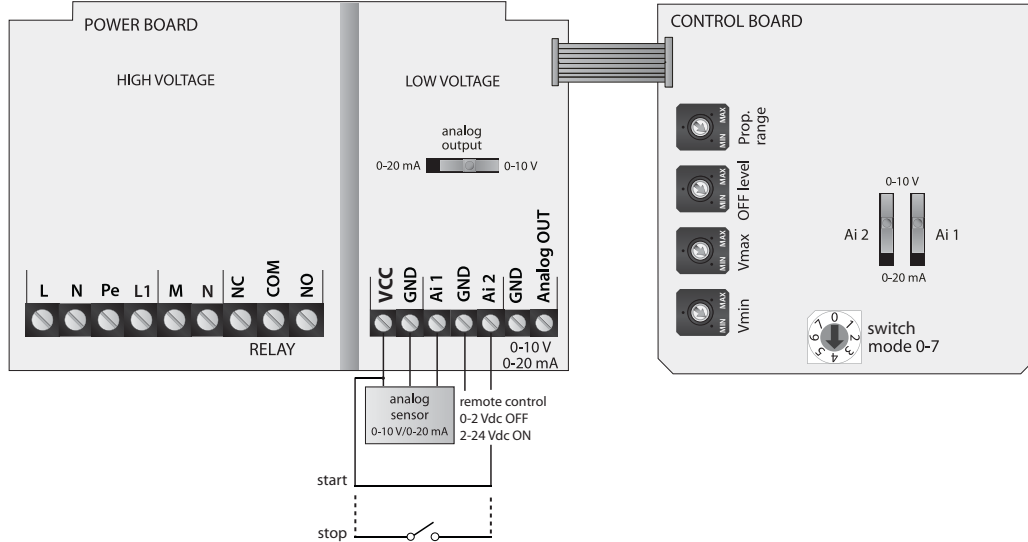 POWER BOARD
HIGH VOLTAGE
LOW VOLTAGE
analog
output
0-20 mA
0-10 V
L N Pe L1 M N NC COM NO
RELAY
VCC GND Ai 1 GND Ai 2 GND Analog OUT
0-10 V
0-20 mA
analog
sensor
0-10 V/0-20 mA
remote control
0-2 Vdc OFF
2-24 Vdc ON
start
stop
CONTROL BOARD
MIN MAX
Prop.
range
MIN MAX
OFF level
MIN MAX
Vmax
MIN MAX
Vmin
0-10 V
Ai 2
Ai 1
0-20 mA
0 1 2 3 4 5 6 7
switch
mode 0-7